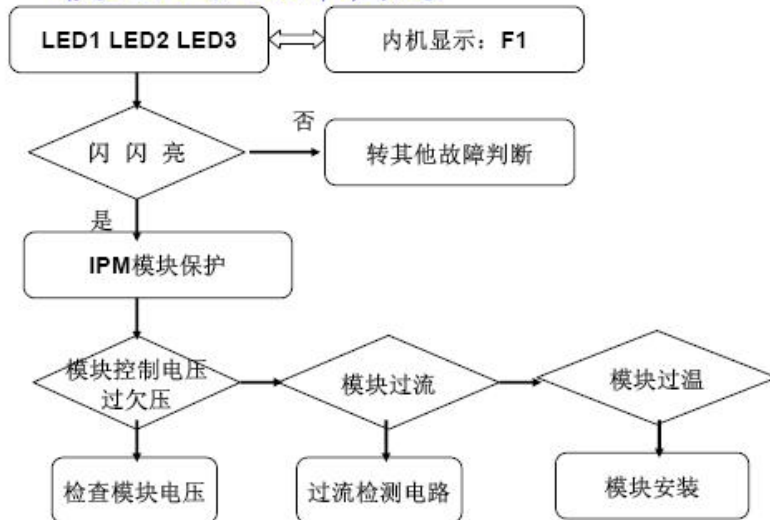 LED1 LED2 LED3
内机显示：F1
闪 闪 亮
否
转其他故障判断
是
IPM模块保护
模块控制电压
过欠压
模块过流
模块过温
检查模块电压
过流检测电路
模块安装